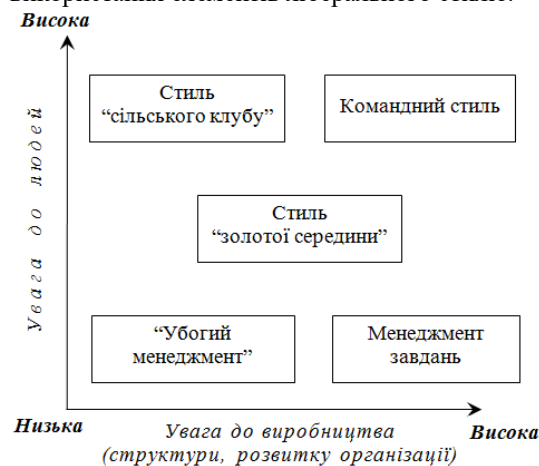 Висока
Стиль
“сільського клубу”
Командний стиль
Увага до людей
Стиль
“золотої середини”
“Убогий
менеджмент”
Менеджмент
завдань
Низька
Увага до виробництва
Висока
(структури, розвитку організації)